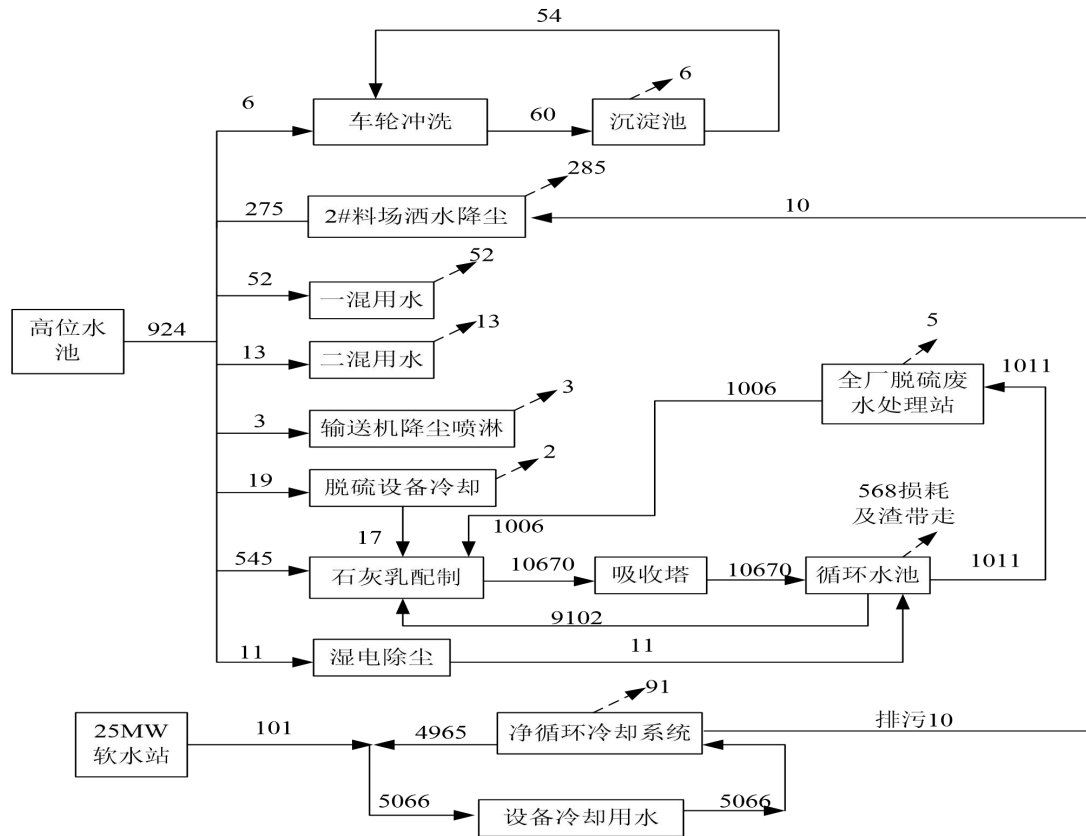 54
6
6
车轮冲洗
60
沉淀池
285
275
2#料场洒水降尘
10
52
52
一混用水
高位水
池
924
13
13
二混用水
5
1006
全厂脱硫废
水处理站
1011
3
3
输送机降尘喷淋
19
脱硫设备冷却
2
568损耗
及渣带走
17
1006
545
石灰乳配制
10670
吸收塔
10670
循环水池
1011
9102
11
湿电除尘
11
91
25MW
软水站
101
4965
净循环冷却系统
排污10
5066
设备冷却用水
5066